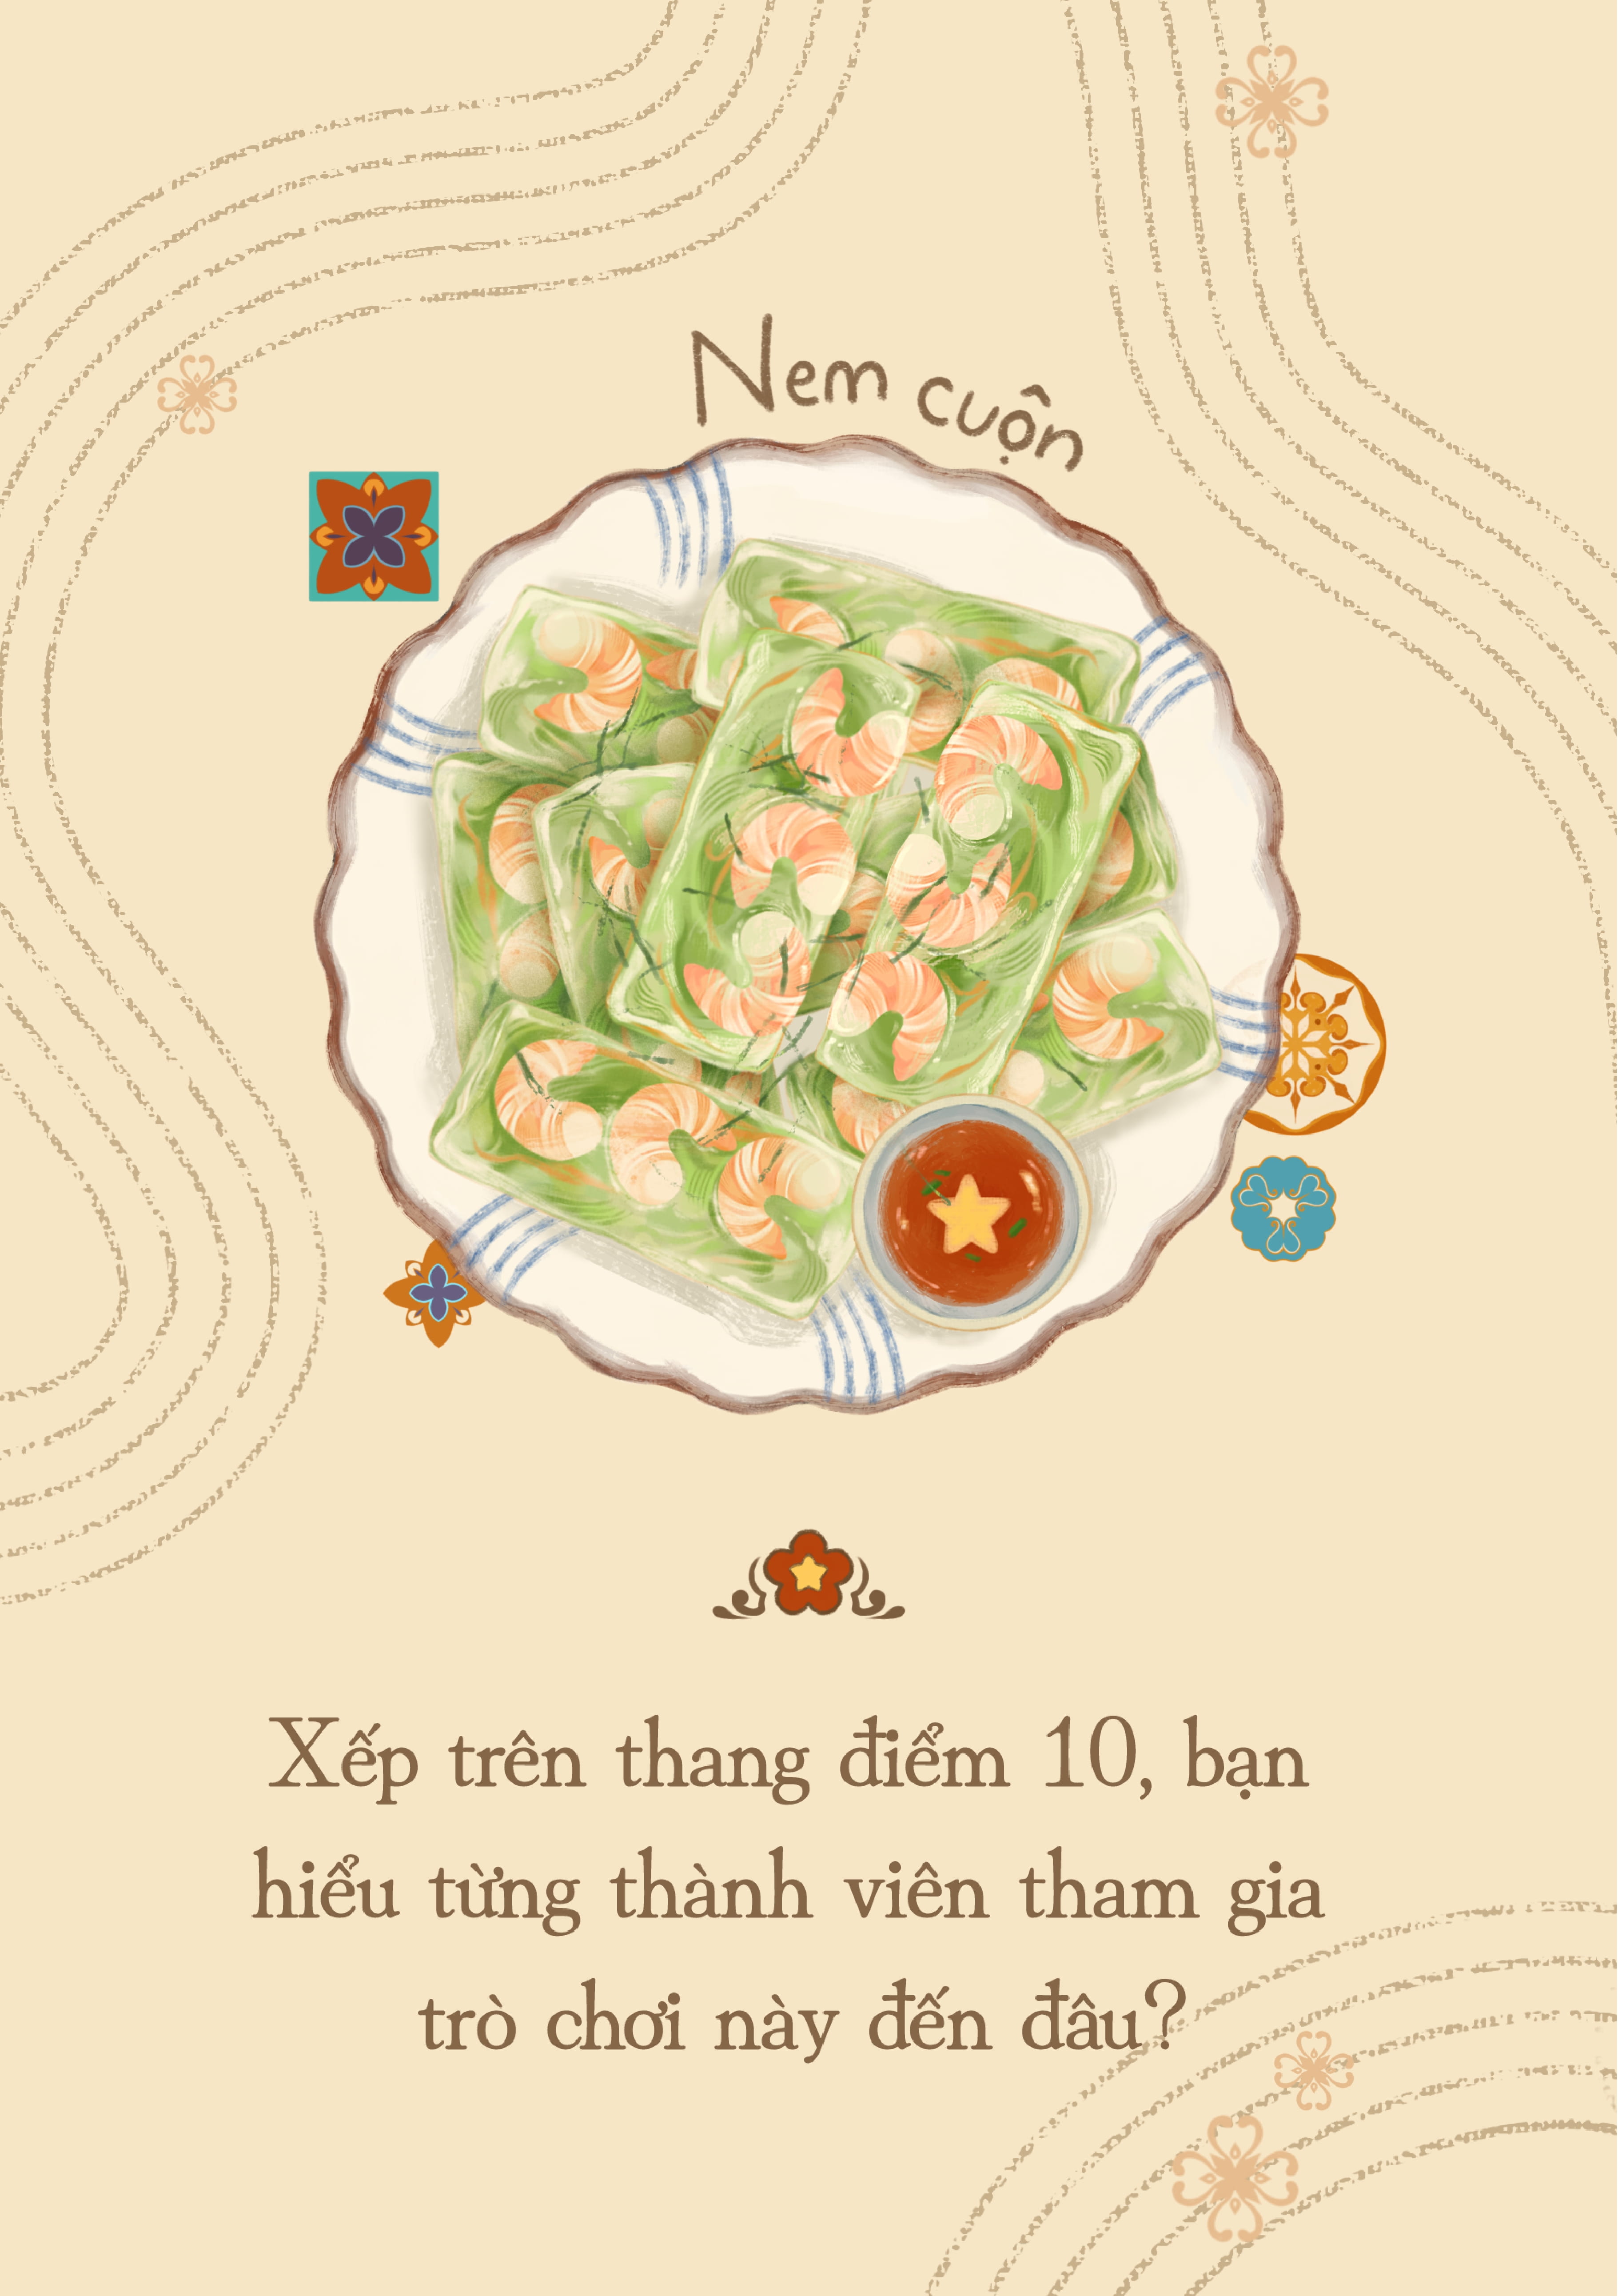 Nem cuộn
Xếp trên thang điểm 10, bạn
hiểu từng thành viên tham gia
trò chơi này đến đâu?